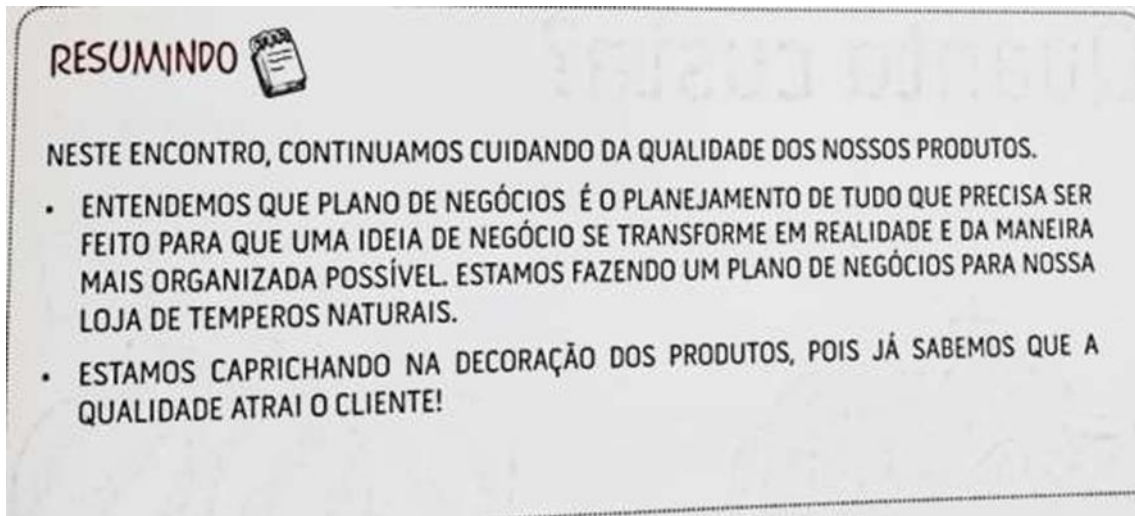 RESUMINDO
NESTE ENCONTRO, CONTINUAMOS CUIDANDO DA QUALIDADE DOS NOSSOS PRODUTOS.
• ENTENDEMOS QUE PLANO DE NEGÓCIOS É O PLANEJAMENTO DE TUDO QUE PRECISA SER
FEITO PARA QUE UMA IDEIA DE NEGÓCIO SE TRANSFORME EM REALIDADE E DA MANEIRA
MAIS ORGANIZADA POSSÍVEL. ESTAMOS FAZENDO UM PLANO DE NEGÓCIOS PARA NOSSA
LOJA DE TEMPEROS NATURAIS.
• ESTAMOS CAPRICHANDO NA DECORAÇÃO DOS PRODUTOS, POIS JÁ SABEMOS QUE A
QUALIDADE ATRAI O CLIENTE!